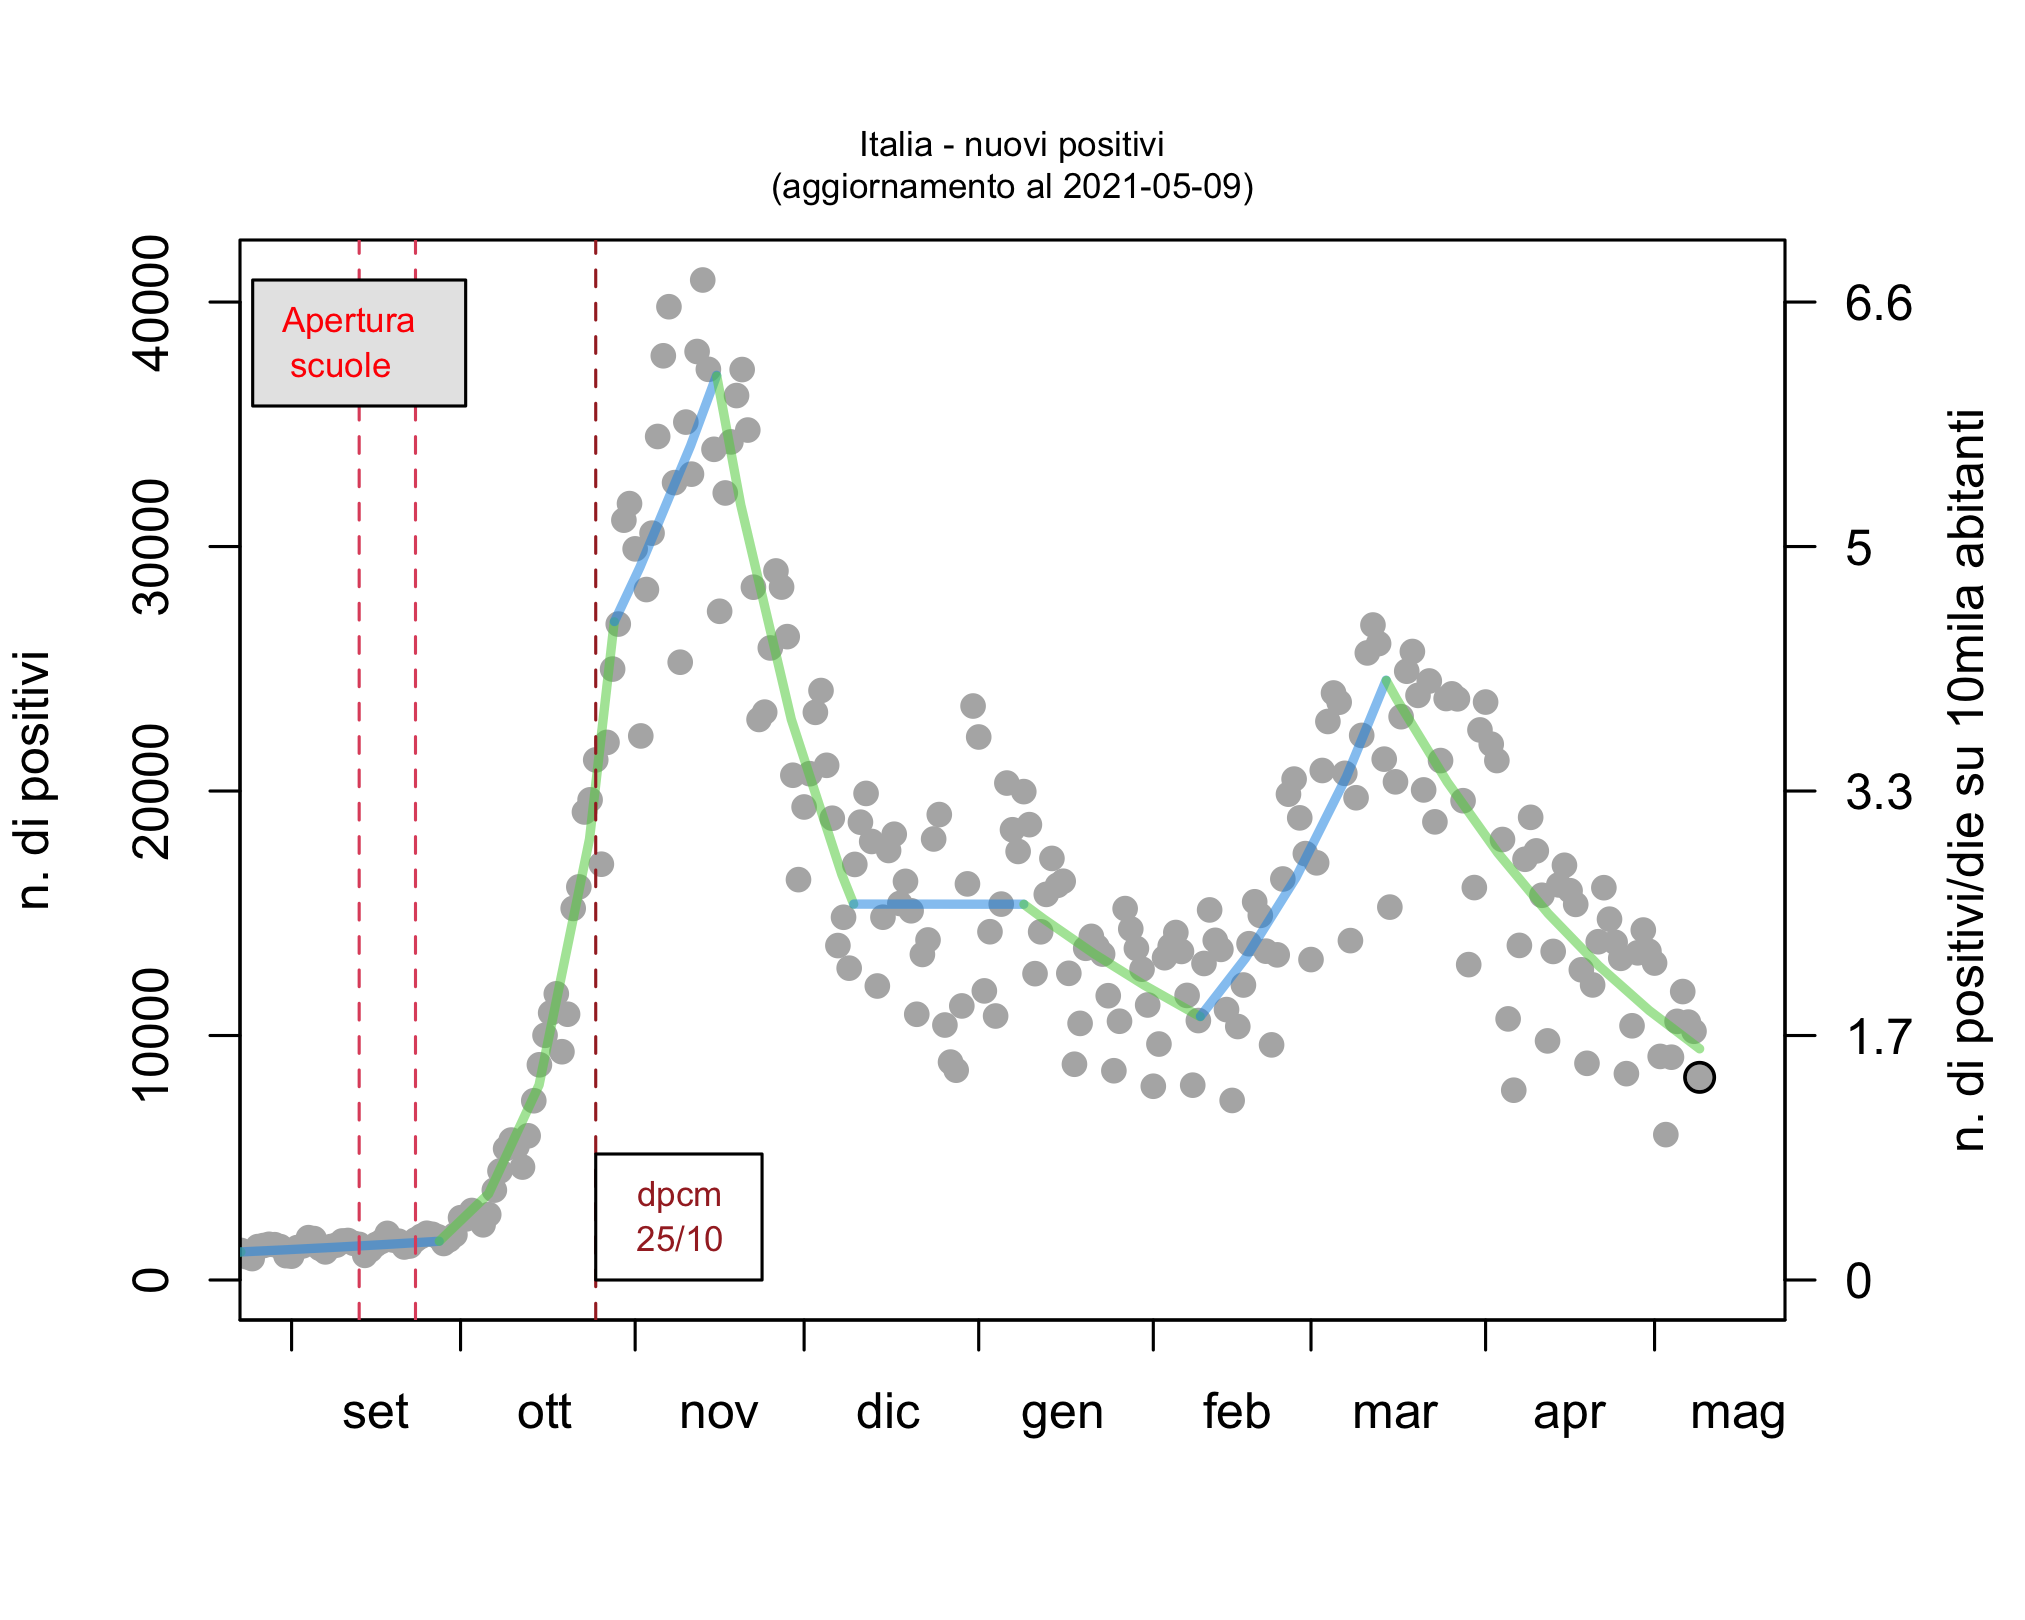 Italia - nuovi positivi
(aggiornamento al 2021-05-09)
n. di positivi
40000
30000
20000
10000
0
Apertura
scuole
dpcm
25/10
6.6
5
3.3
1.7
0
n. di positivi/die su 10mila abitanti
set ott nov dic gen feb mar apr mag